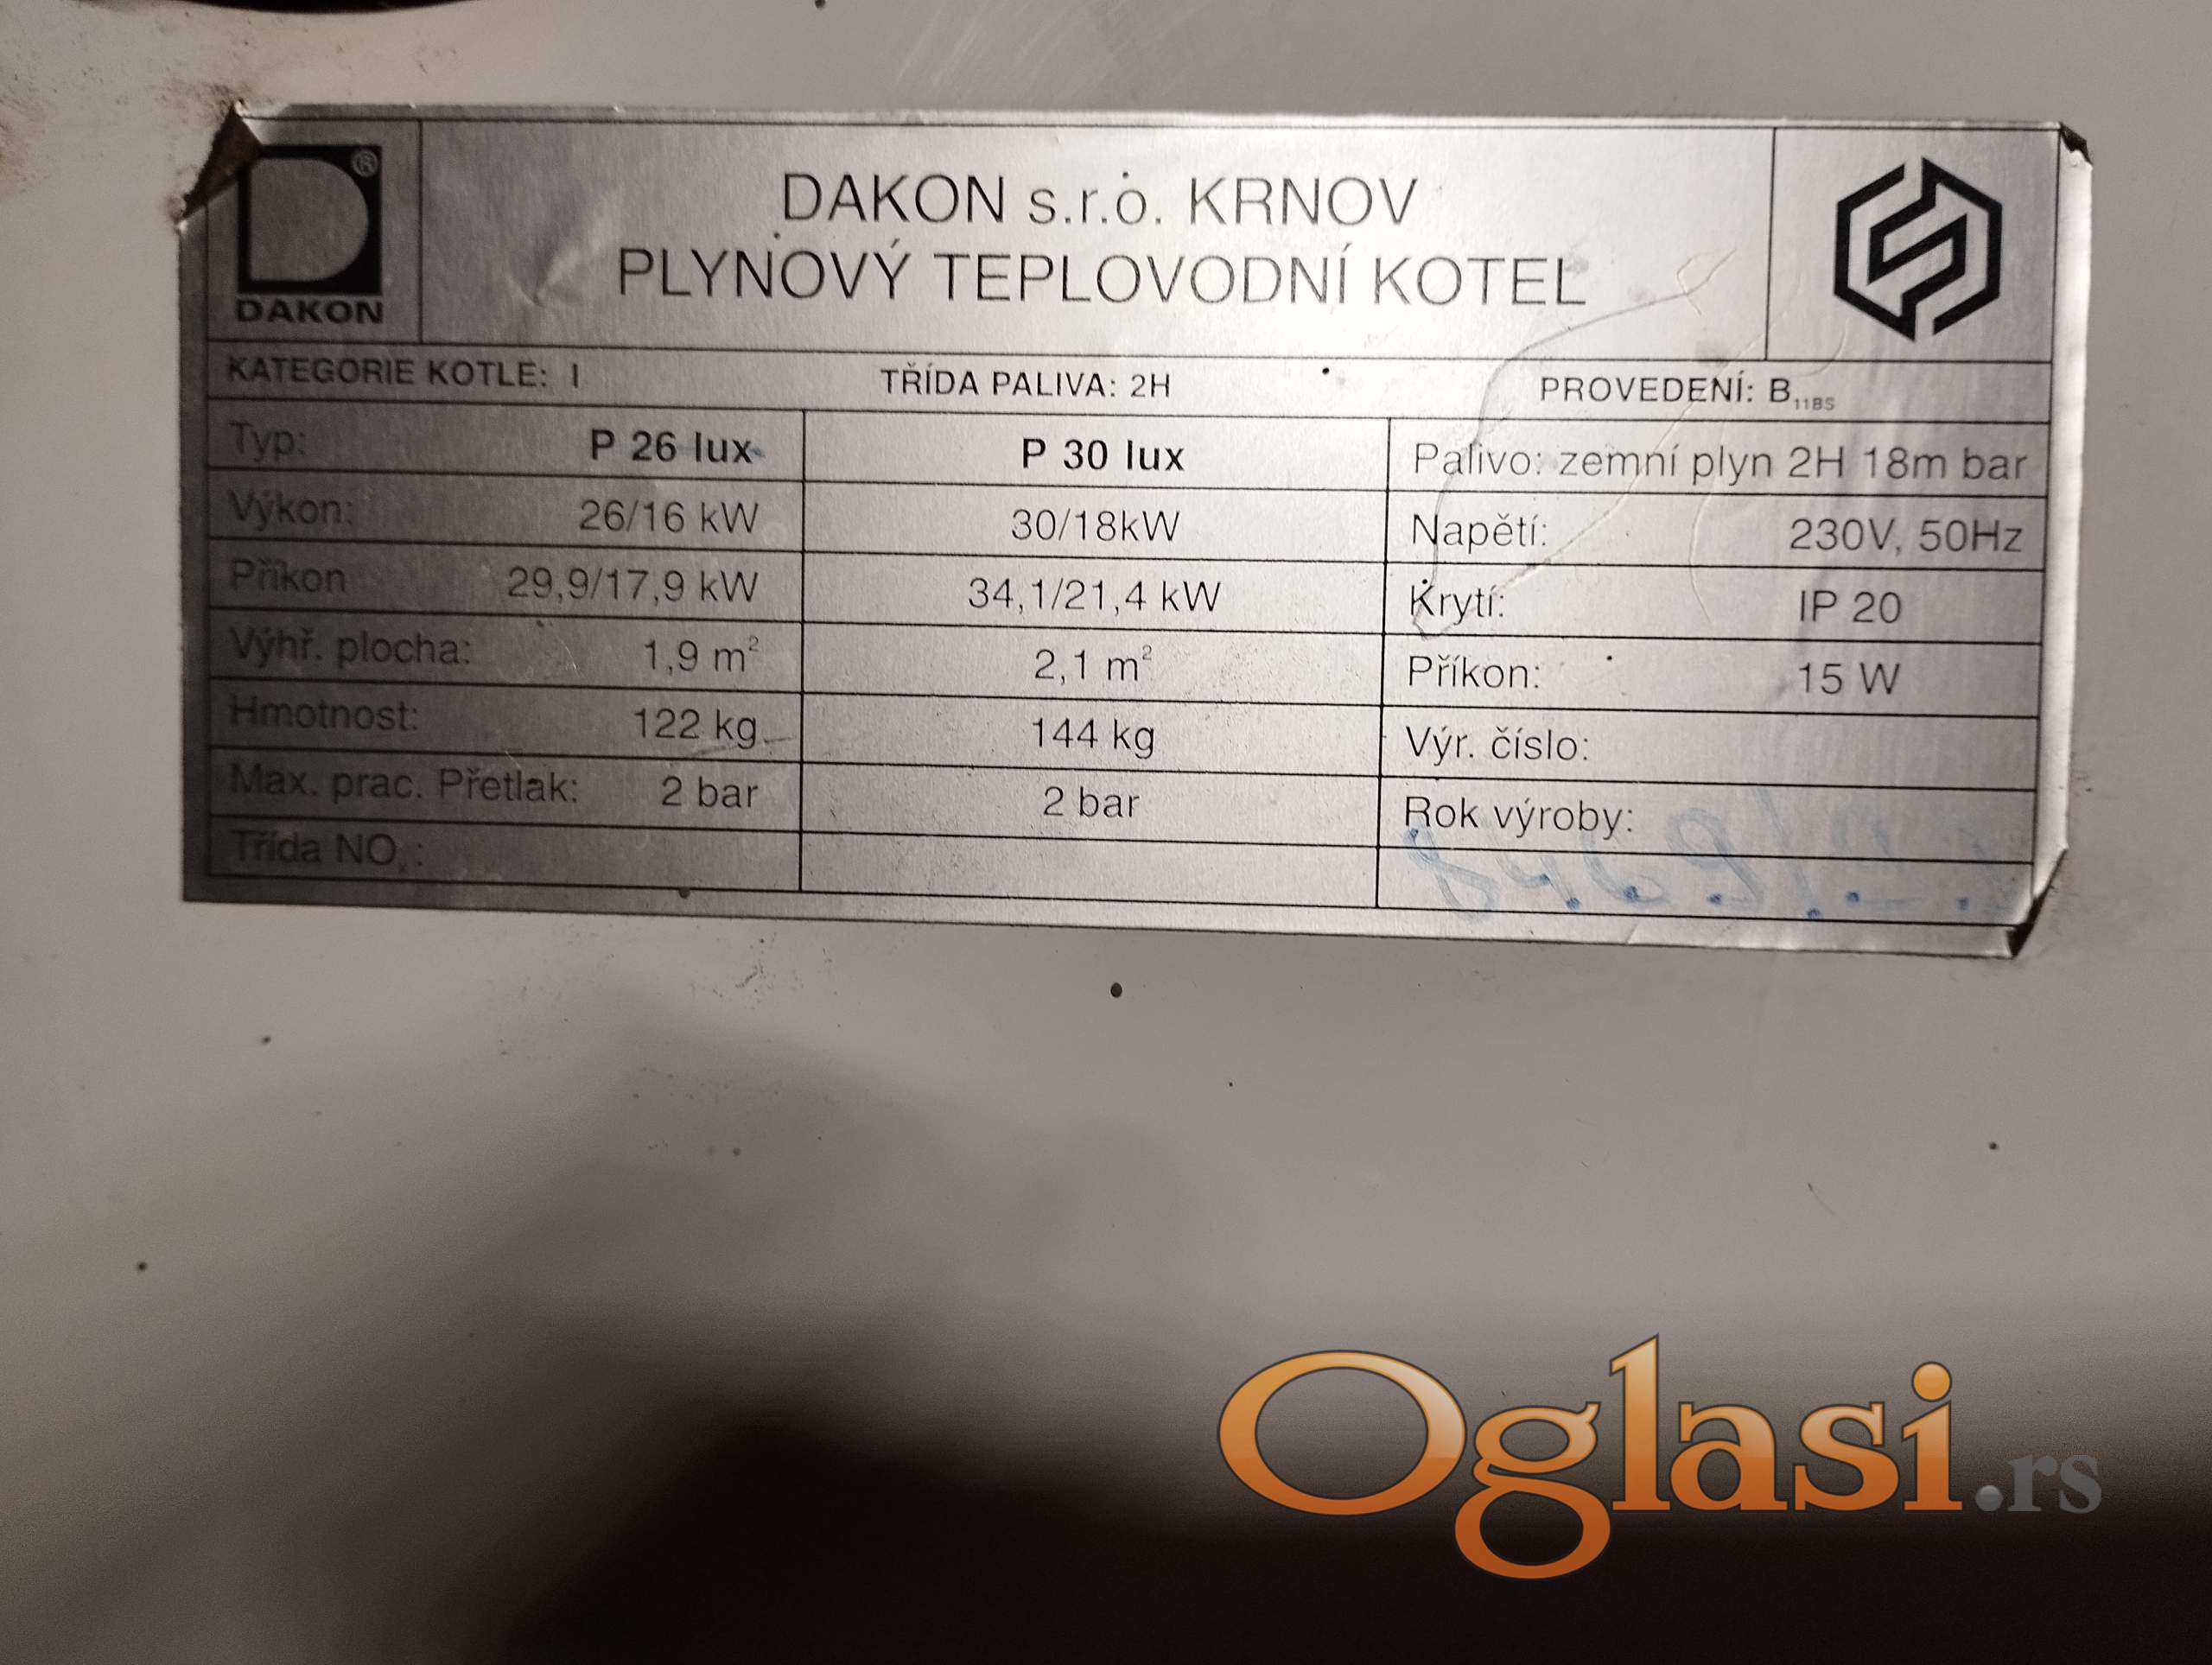 ®
DAKON
DAKON s.r.o. KRNOV
PLYNOVÝ TEPLOVODNÍ KOTEL
KATEGORIE KOTLE: I TŘÍDA PALIVA: 2H PROVEDENÍ: B11BS
Typ: P 26 lux P 30 lux Palivo: zemní plyn 2H 18m bar
Výkon: 26/16 kW 30/18kW Napětí: 230V, 50Hz
Příkon 29,9/17,9 kW 34,1/21,4 kW Krytí: IP 20
Výhř. plocha: 1,9 m² 2,1 m² Příkon: 15 W
Hmotnost: 122 kg 144 kg Výr. číslo:
Max. prac. Přetlak: 2 bar 2 bar Rok výroby:
Třída NOx:
Oglasi.rs